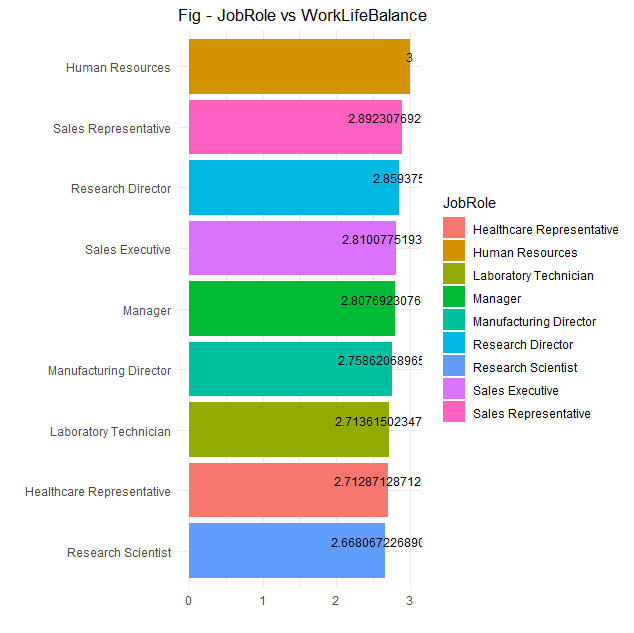 Fig - JobRole vs WorkLifeBalance
Human Resources
3
Sales Representative
2.892307692
Research Director
2.859375
Sales Executive
2.8100775193
Manager
2.8076923076
Manufacturing Director
2.75862068965
Laboratory Technician
2.71361502347
Healthcare Representative
2.7128712871
Research Scientist
2.668067226890
0
1
2
3
JobRole
Healthcare Representative
Human Resources
Laboratory Technician
Manager
Manufacturing Director
Research Director
Research Scientist
Sales Executive
Sales Representative